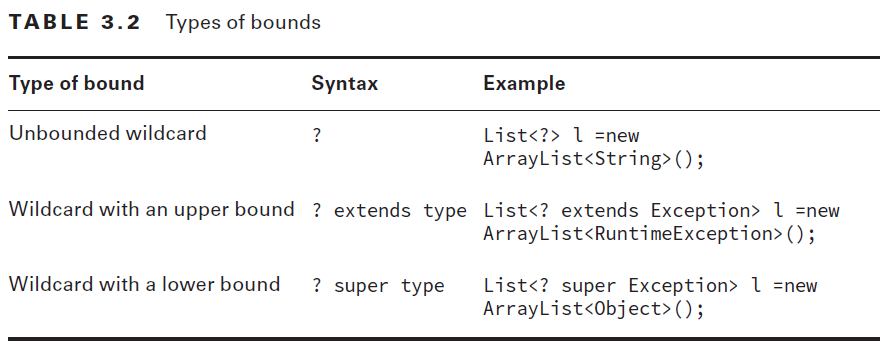 TABLE 3.2 Types of bounds
Type of bound Syntax Example
Unbounded wildcard ? List<?> l =new
ArrayList<String>();
Wildcard with an upper bound ? extends type List<? extends Exception> l =new
ArrayList<RuntimeException>();
Wildcard with a lower bound ? super type List<? super Exception> l =new
ArrayList<Object>();